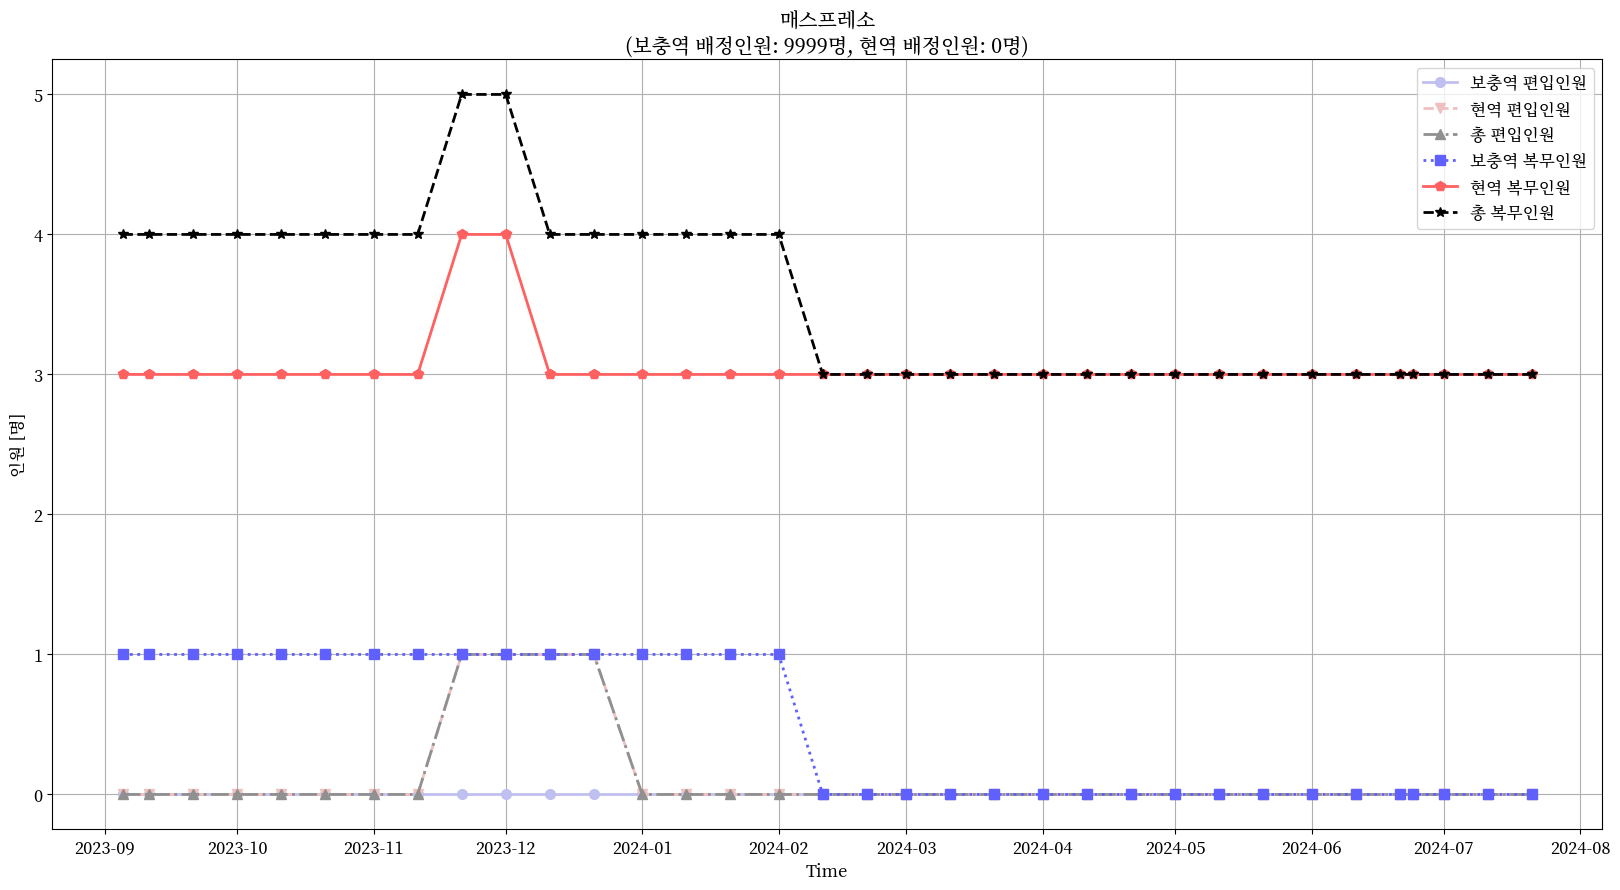 매스프레소
(보충역 배정인원: 9999명, 현역 배정인원: 0명)
보충역 편입인원
현역 편입인원
총 편입인원
보충역 복무인원
현역 복무인원
총 복무인원
인원 [명]
5
4
3
2
1
0
2023-09 2023-10 2023-11 2023-12 2024-01 2024-02 2024-03 2024-04 2024-05 2024-06 2024-07 2024-08
Time